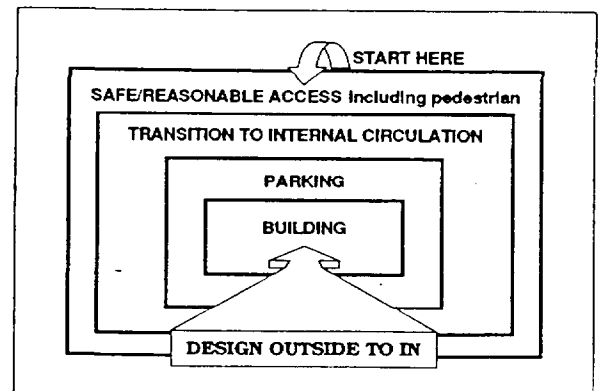 START HERE
SAFE/REASONABLE ACCESS including pedestrian
TRANSITION TO INTERNAL CIRCULATION
PARKING
BUILDING
DESIGN OUTSIDE TO IN